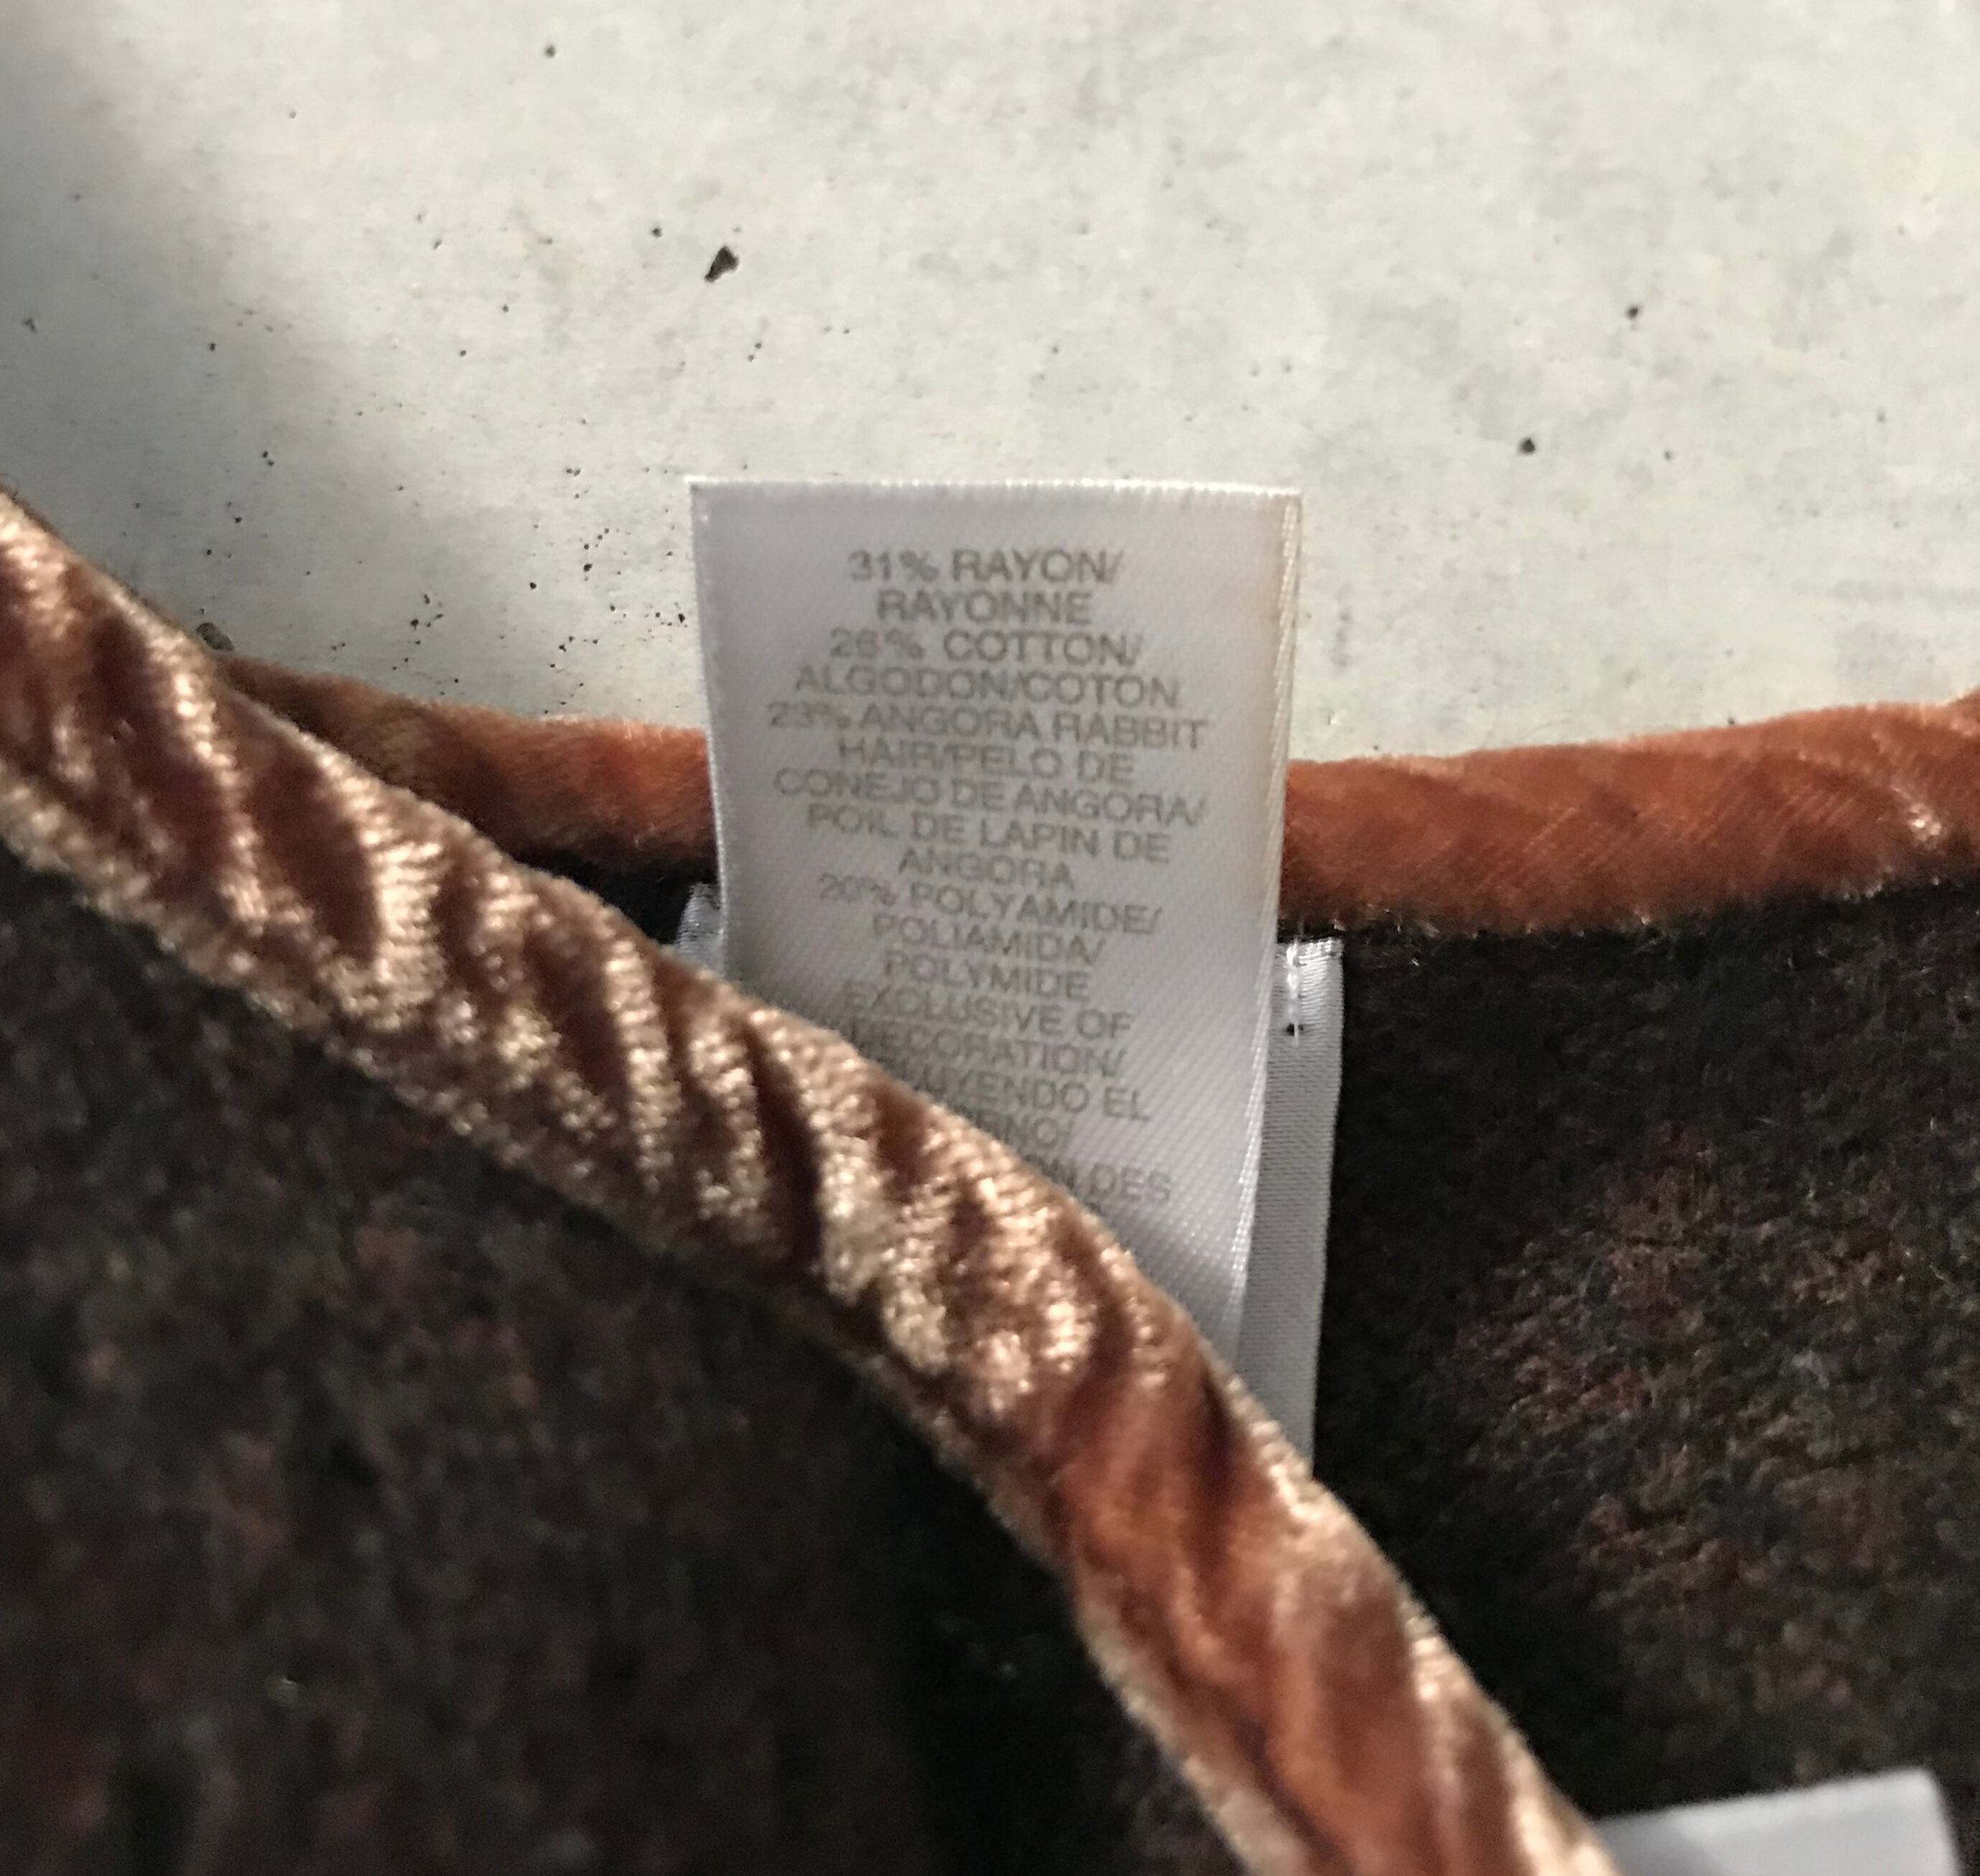 31% RAYON/
RAYONNE
26% COTTON/
ALGODON/COTON
23% ANGORA RABBIT
HAIR/PELO DE
CONEJO DE ANGORA/
POIL DE LAPIN DE
ANGORA
20% POLYAMIDE/
POLIAMIDA/
POLYMIDE
EXCLUSIVE OF
DECORATION/
EL
DES